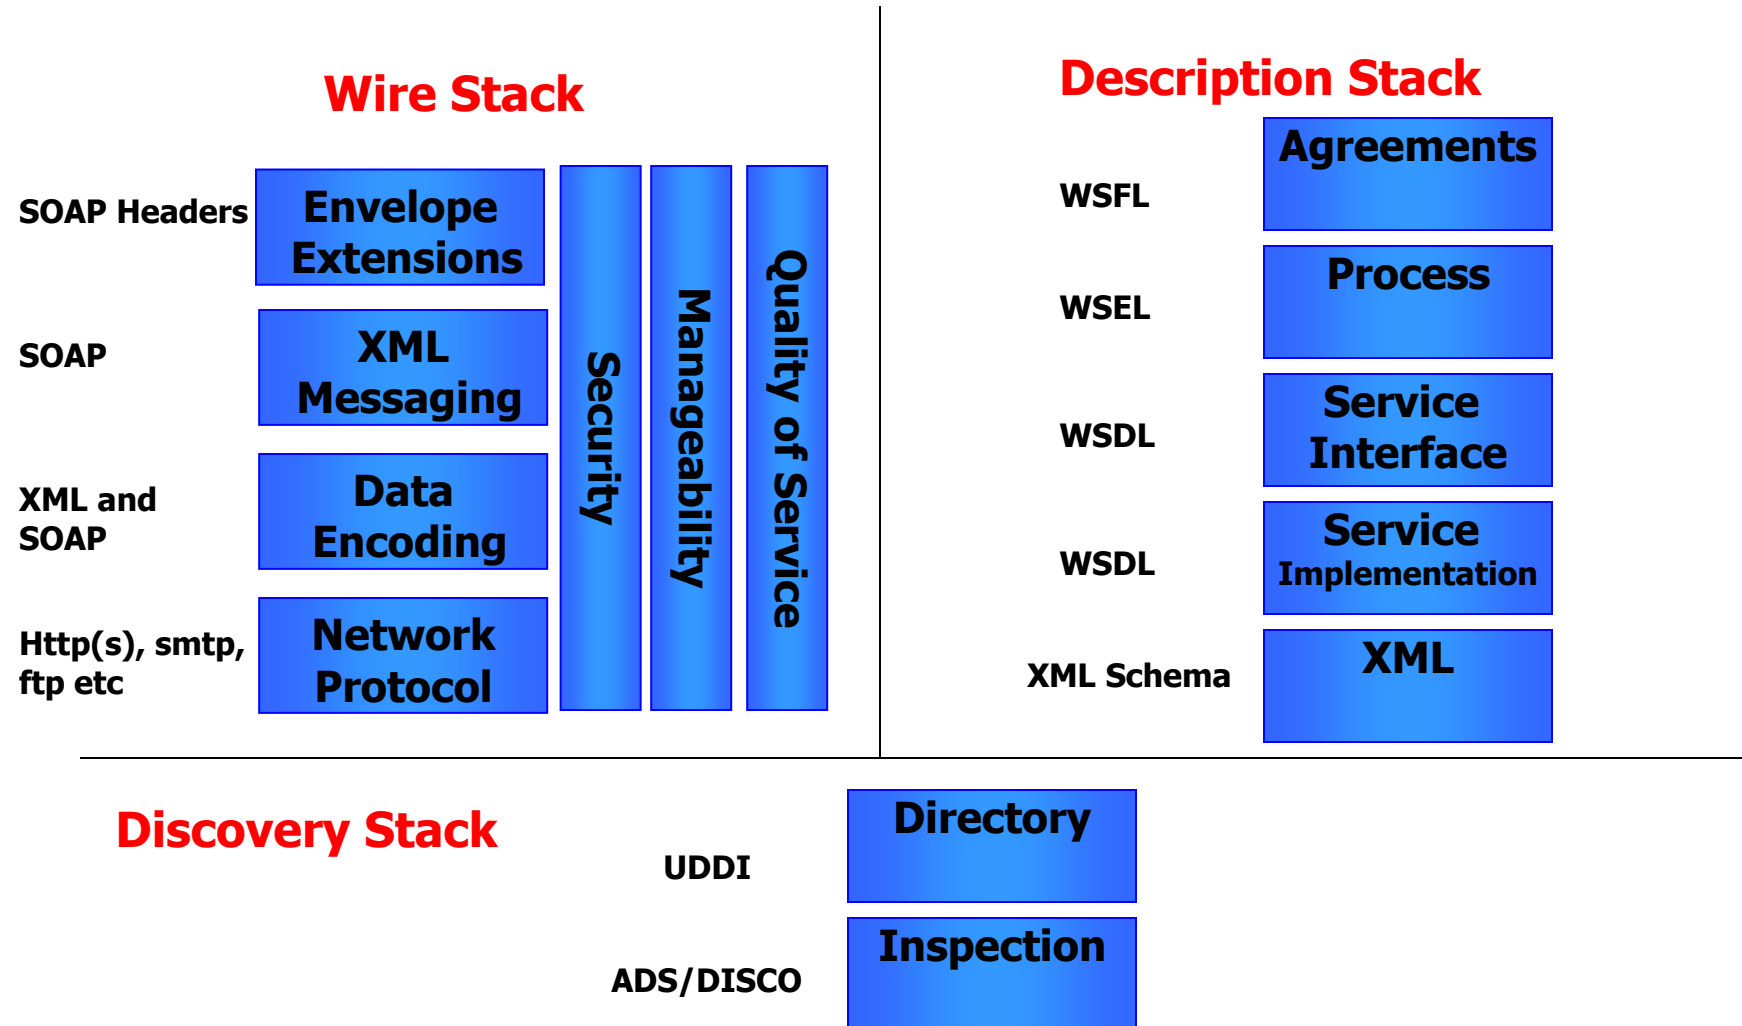 Wire Stack
SOAP Headers
Envelope
Extensions
SOAP
XML
Messaging
XML and
SOAP
Data
Encoding
Http(s), smtp,
ftp etc
Network
Protocol
Security
Manageability
Quality of Service
Description Stack
Agreements
WSFL
Process
WSEL
Service
Interface
WSDL
Service
Implementation
WSDL
XML
XML Schema
Discovery Stack
Directory
UDDI
Inspection
ADS/DISCO